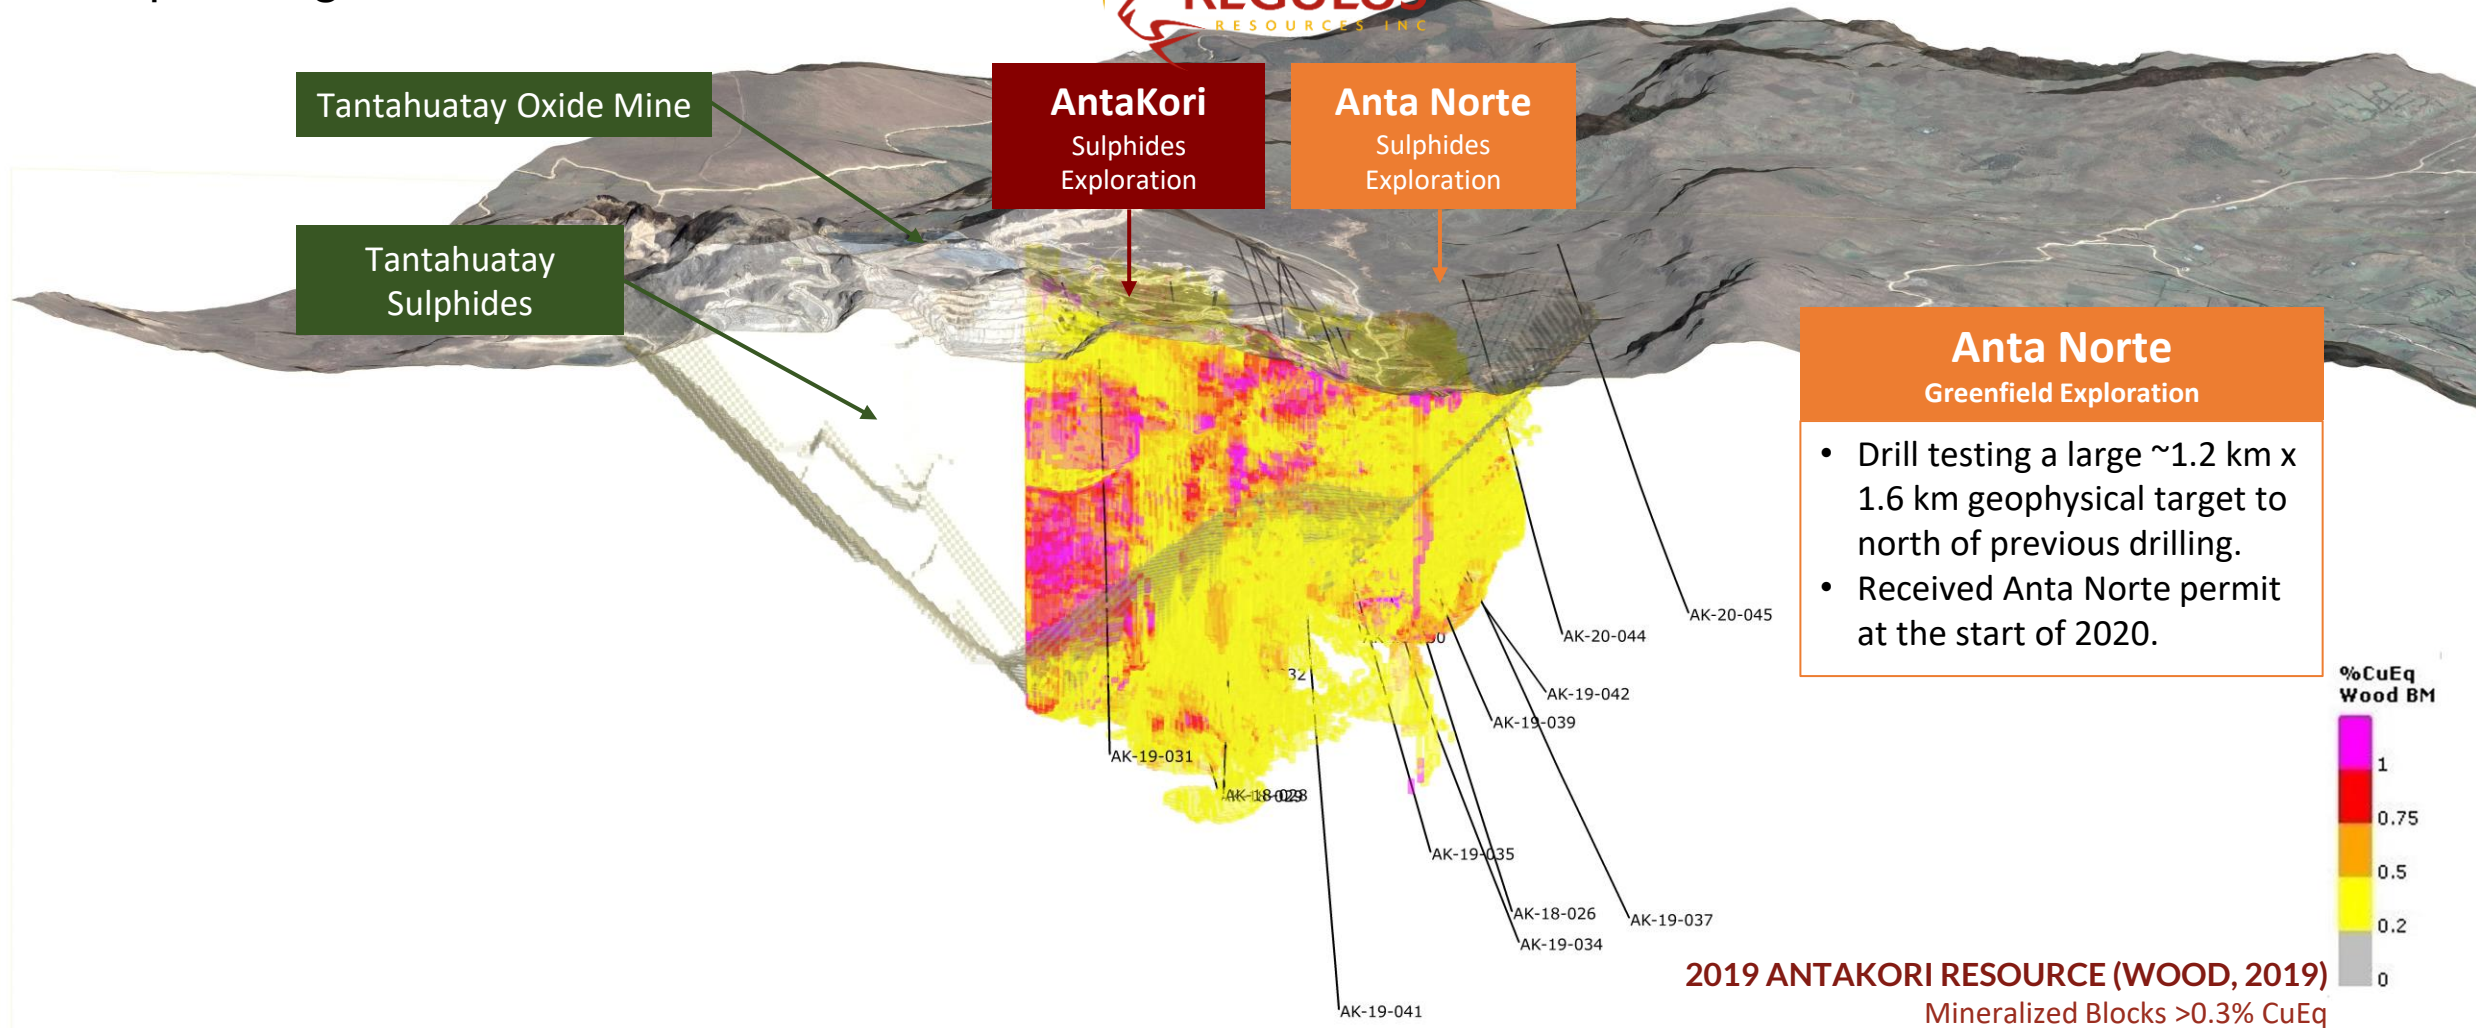 RESOURCES INC
Tantahuatay Oxide Mine
AntaKori
Sulphides
Exploration
Anta Norte
Sulphides
Exploration
Tantahuatay
Sulphides
Anta Norte
Greenfield Exploration
• Drill testing a large ~1.2 km x
1.6 km geophysical target to
north of previous drilling.
• Received Anta Norte permit
at the start of 2020.
AK-20-045
AK-20-044
32
AK-19-042
AK-19-039
AK-19-031
AK-19-035
AK-18-026
AK-19-037
AK-19-034
AK-19-041
%CuEq
Wood BM
1
0.75
0.5
0.2
0
2019 ANTAKORI RESOURCE (WOOD, 2019)
Mineralized Blocks >0.3% CuEq